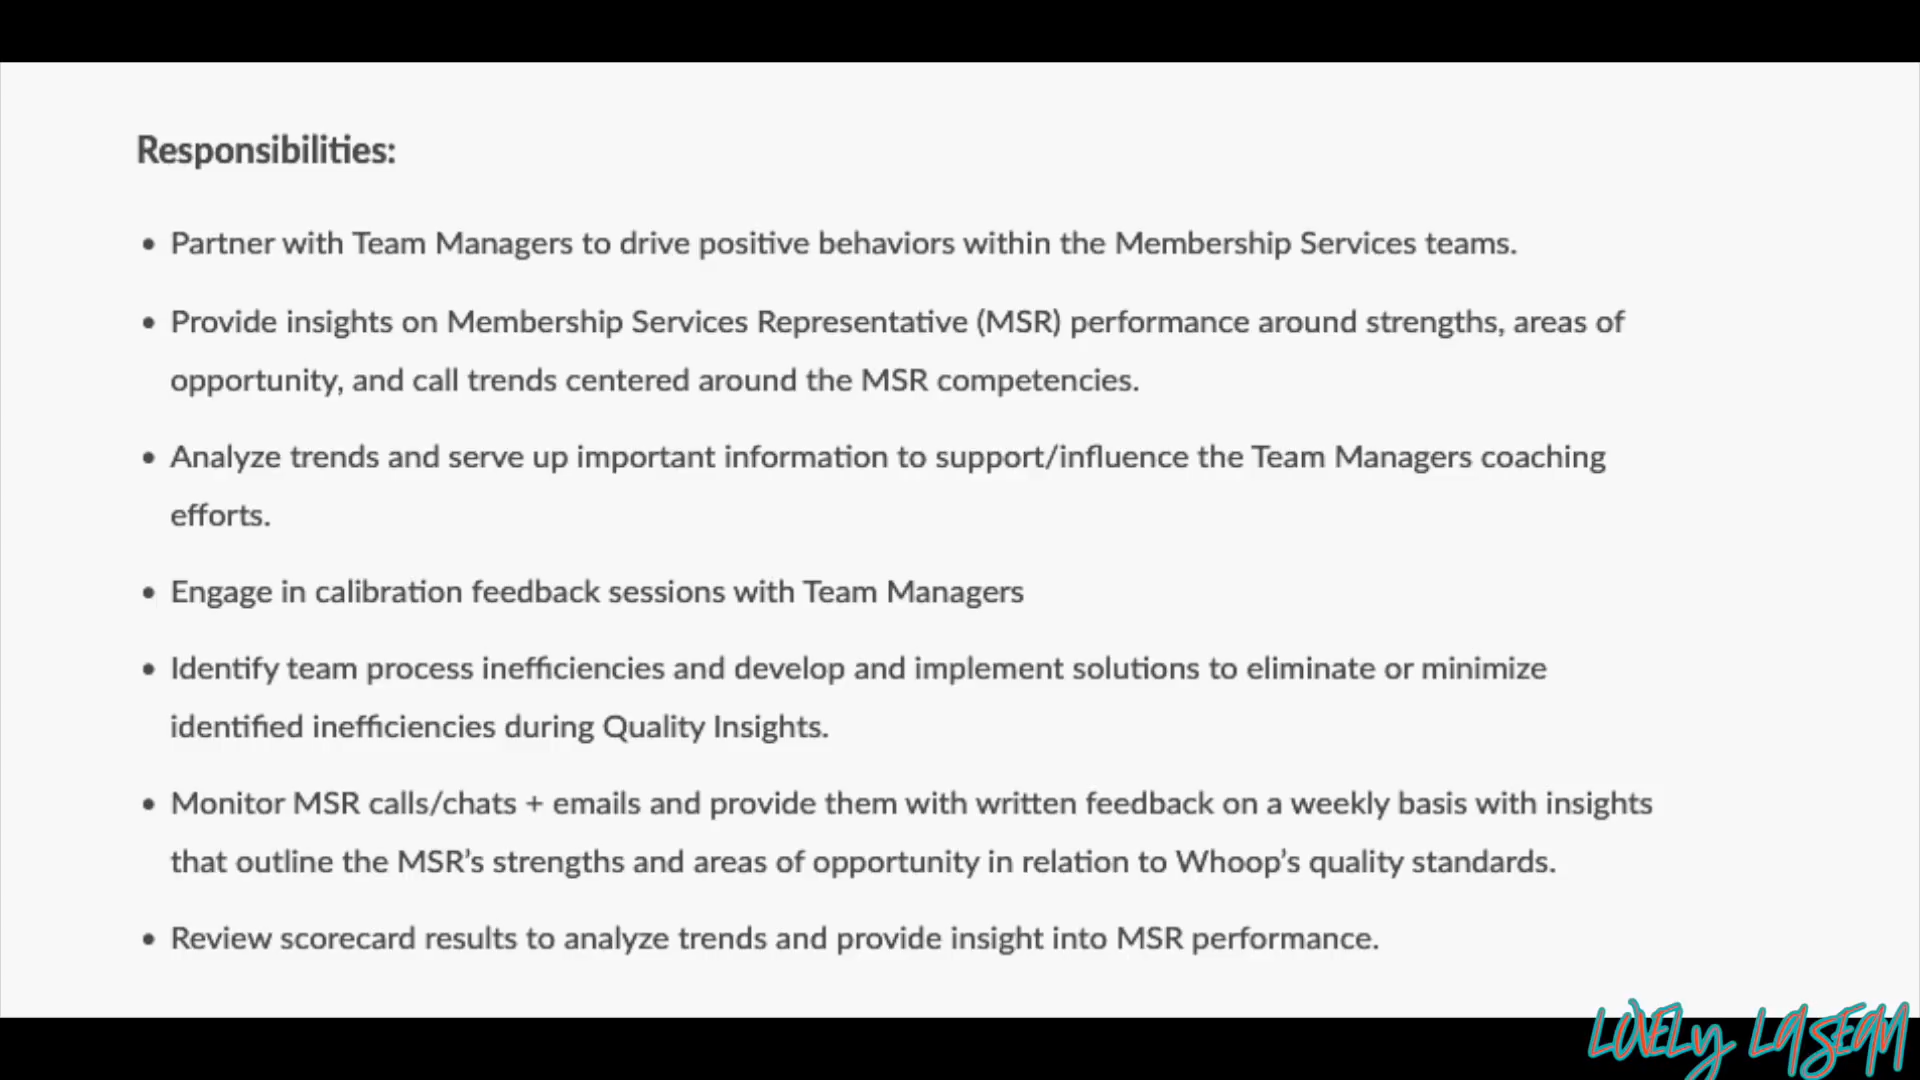 Responsibilities:
• Partner with Team Managers to drive positive behaviors within the Membership Services teams.
• Provide insights on Membership Services Representative (MSR) performance around strengths, areas of
opportunity, and call trends centered around the MSR competencies.
• Analyze trends and serve up important information to support/influence the Team Managers coaching
efforts.
• Engage in calibration feedback sessions with Team Managers
• Identify team process inefficiencies and develop and implement solutions to eliminate or minimize
identified inefficiencies during Quality Insights.
• Monitor MSR calls/chats + emails and provide them with written feedback on a weekly basis with insights
that outline the MSR’s strengths and areas of opportunity in relation to Whoop’s quality standards.
• Review scorecard results to analyze trends and provide insight into MSR performance.
LOVELy LaSEAN